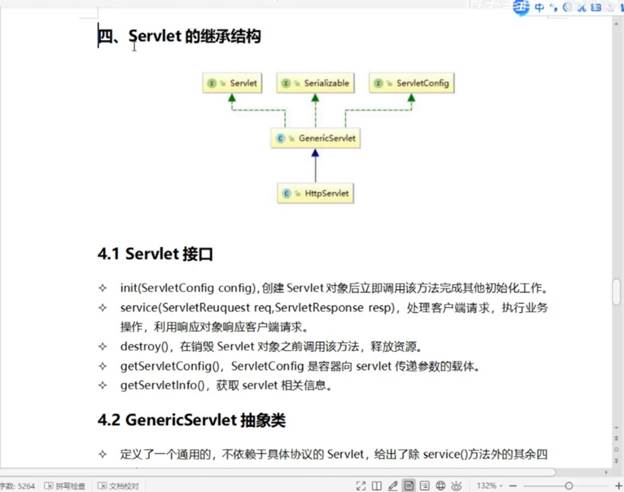 中
四、Servlet 的继承结构
Servlet
Serializable
ServletConfig
GenericServlet
HttpServlet
4.1 Servlet 接口
✧ init(ServletConfig config),创建 Servlet 对象后立即调用该方法完成其他初始化工作。
✧ service(ServletReuquest req,ServletResponse resp)，处理客户端请求，执行业务
操作，利用响应对象响应客户端请求。
✧ destroy()，在销毁 Servlet 对象之前调用该方法，释放资源。
✧ getServletConfig()，ServletConfig 是容器向 servlet 传递参数的载体。
✧ getServletInfo()，获取 servlet 相关信息。
4.2 GenericServlet 抽象类
✧ 定义了一个通用的，不依赖于具体协议的 Servlet，给出了除 service()方法外的其余四
字数: 5264 拼写检查 文档校对 132%